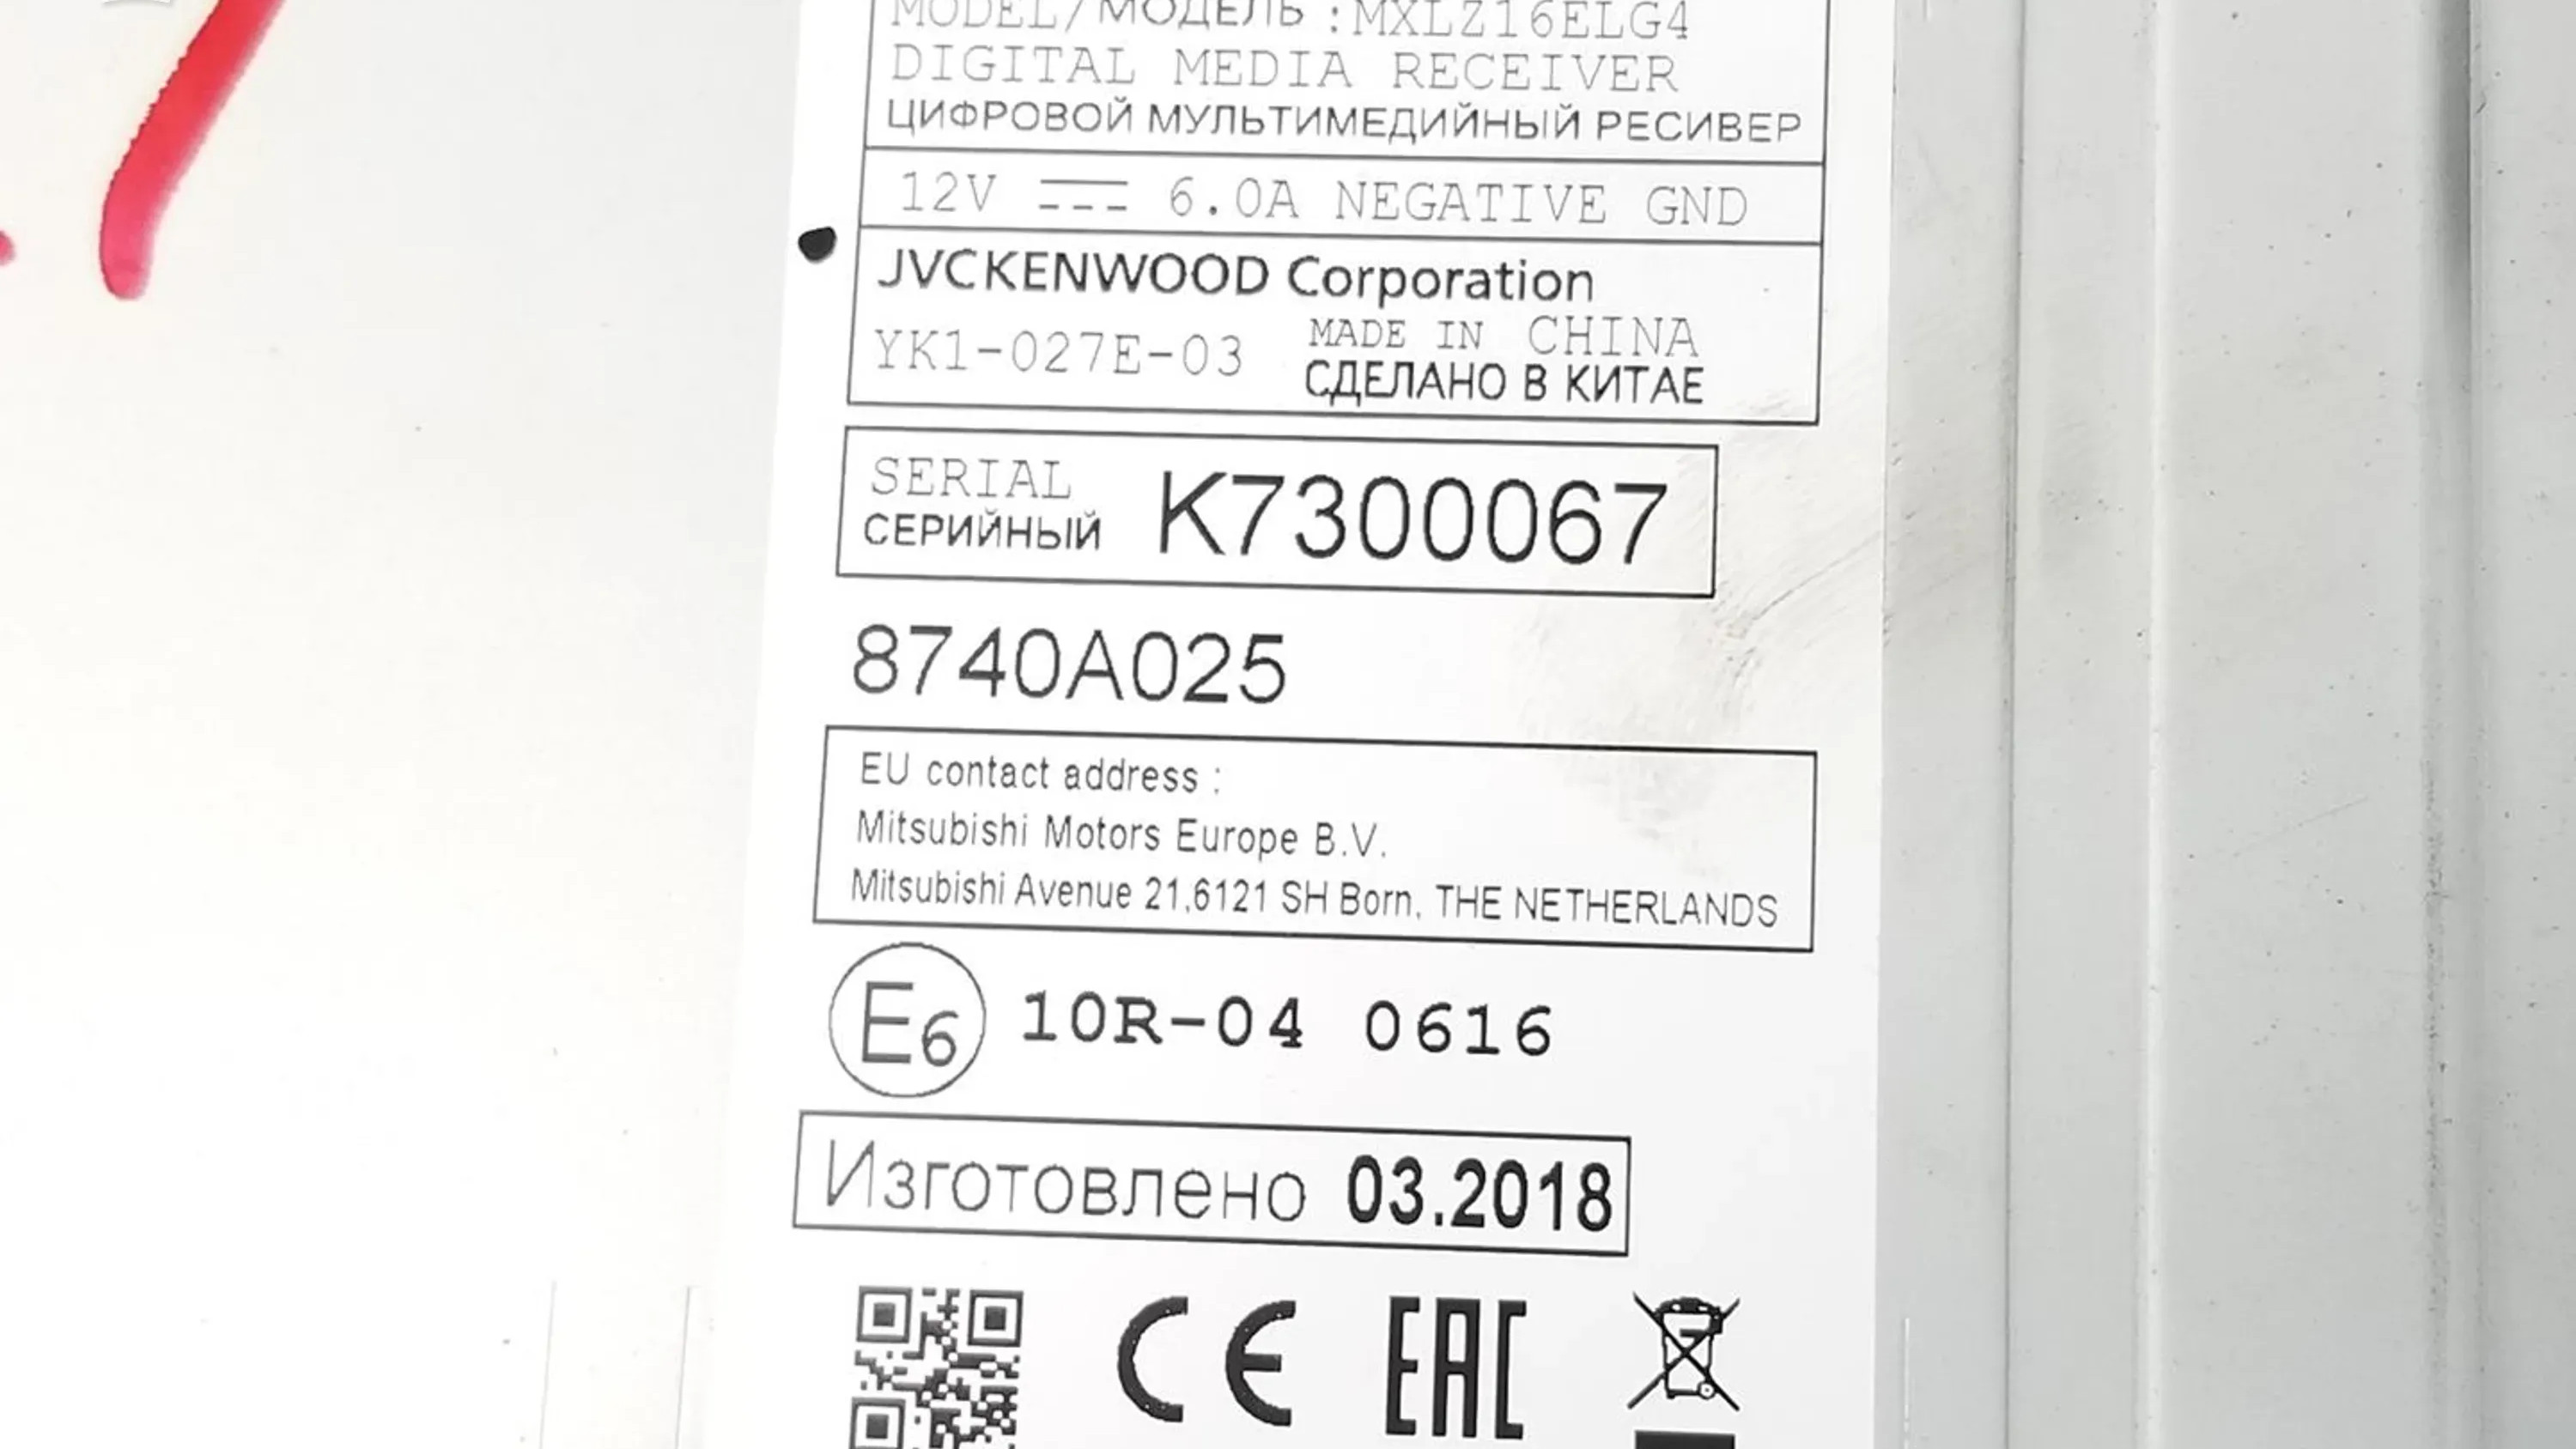 MODEL/МОДЕЛЬ :MXLZ16ELG4
DIGITAL MEDIA RECEIVER
ЦИФРОВОЙ МУЛЬТИМЕДИЙНЫЙ РЕСИВЕР
12V 6.0A NEGATIVE GND
JVCKENWOOD Corporation
YK1-027E-03 MADE IN CHINA
СДЕЛАНО В КИТАЕ
SERIAL K7300067
СЕРИЙНЫЙ
8740A025
EU contact address :
Mitsubishi Motors Europe B.V.
Mitsubishi Avenue 21,6121 SH Born, THE NETHERLANDS
E6 10R-04 0616
Изготовлено 03.2018
CE EAC